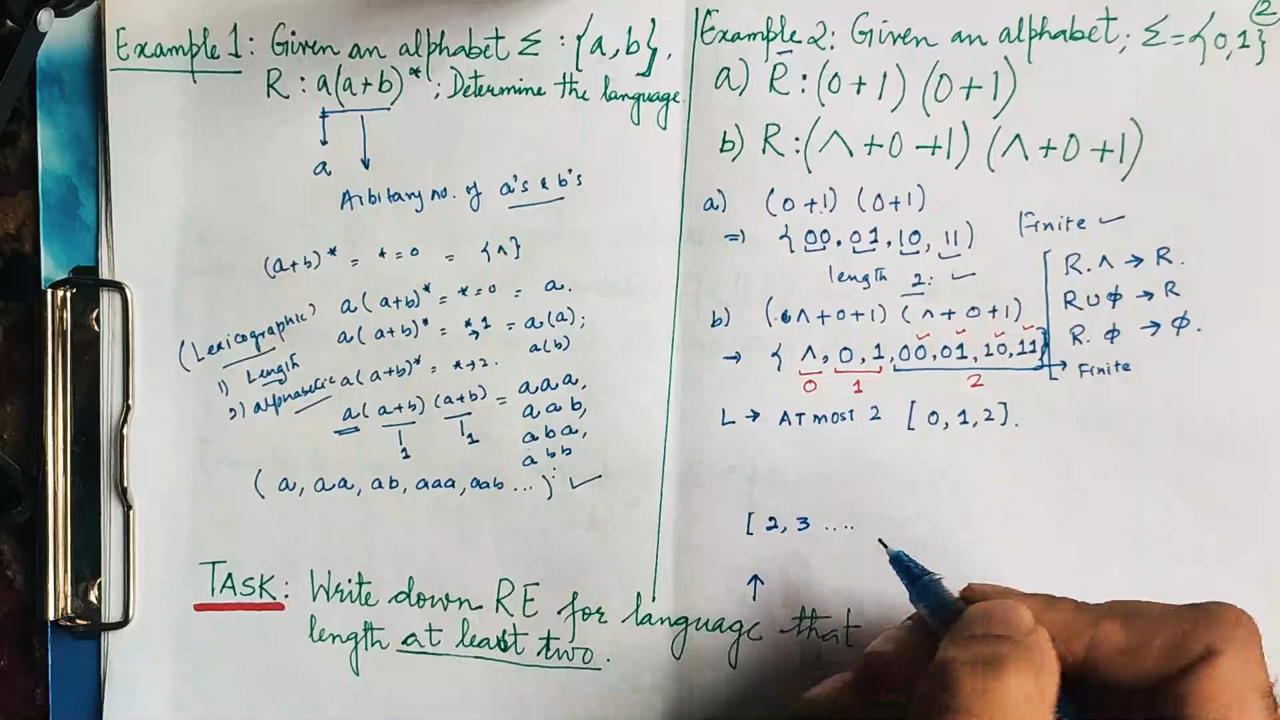 Example 1: Given an alphabet Σ : {a,b},
R : a(a+b)*; Determine the language
a
Arbitary no. of a's & b's
(a+b)* = *=0 = {^}
(Lexicographic)
1) Length
2) alphabetic
a(a+b)* = *=0 = a.
a(a+b)* = *→1 = a(a);
a(b)
a(a+b)* = *→2.
a(a+b)(a+b) = aaa,
aab,
aba,
abb
1
1
(a, aa, ab, aaa, aab ...) ✓
2
Example 2: Given an alphabet; Σ={0,1}
a) R:(0+1)(0+1)
b) R:(^+0+1)(^+0+1)
a) (0+1)(0+1)
⇒ {00,01,10,11) Finite ✓
length 2: ✓
R.^ → R.
R∪ϕ → R
R.ϕ → ϕ.
b) (^+0+1)(^+0+1)
→ {^,0,1,00,01,10,11} → Finite
0 1 2
L → AT most 2 [0,1,2].
[2,3 ....
↑
TASK: Write down RE for language that
length at least two.